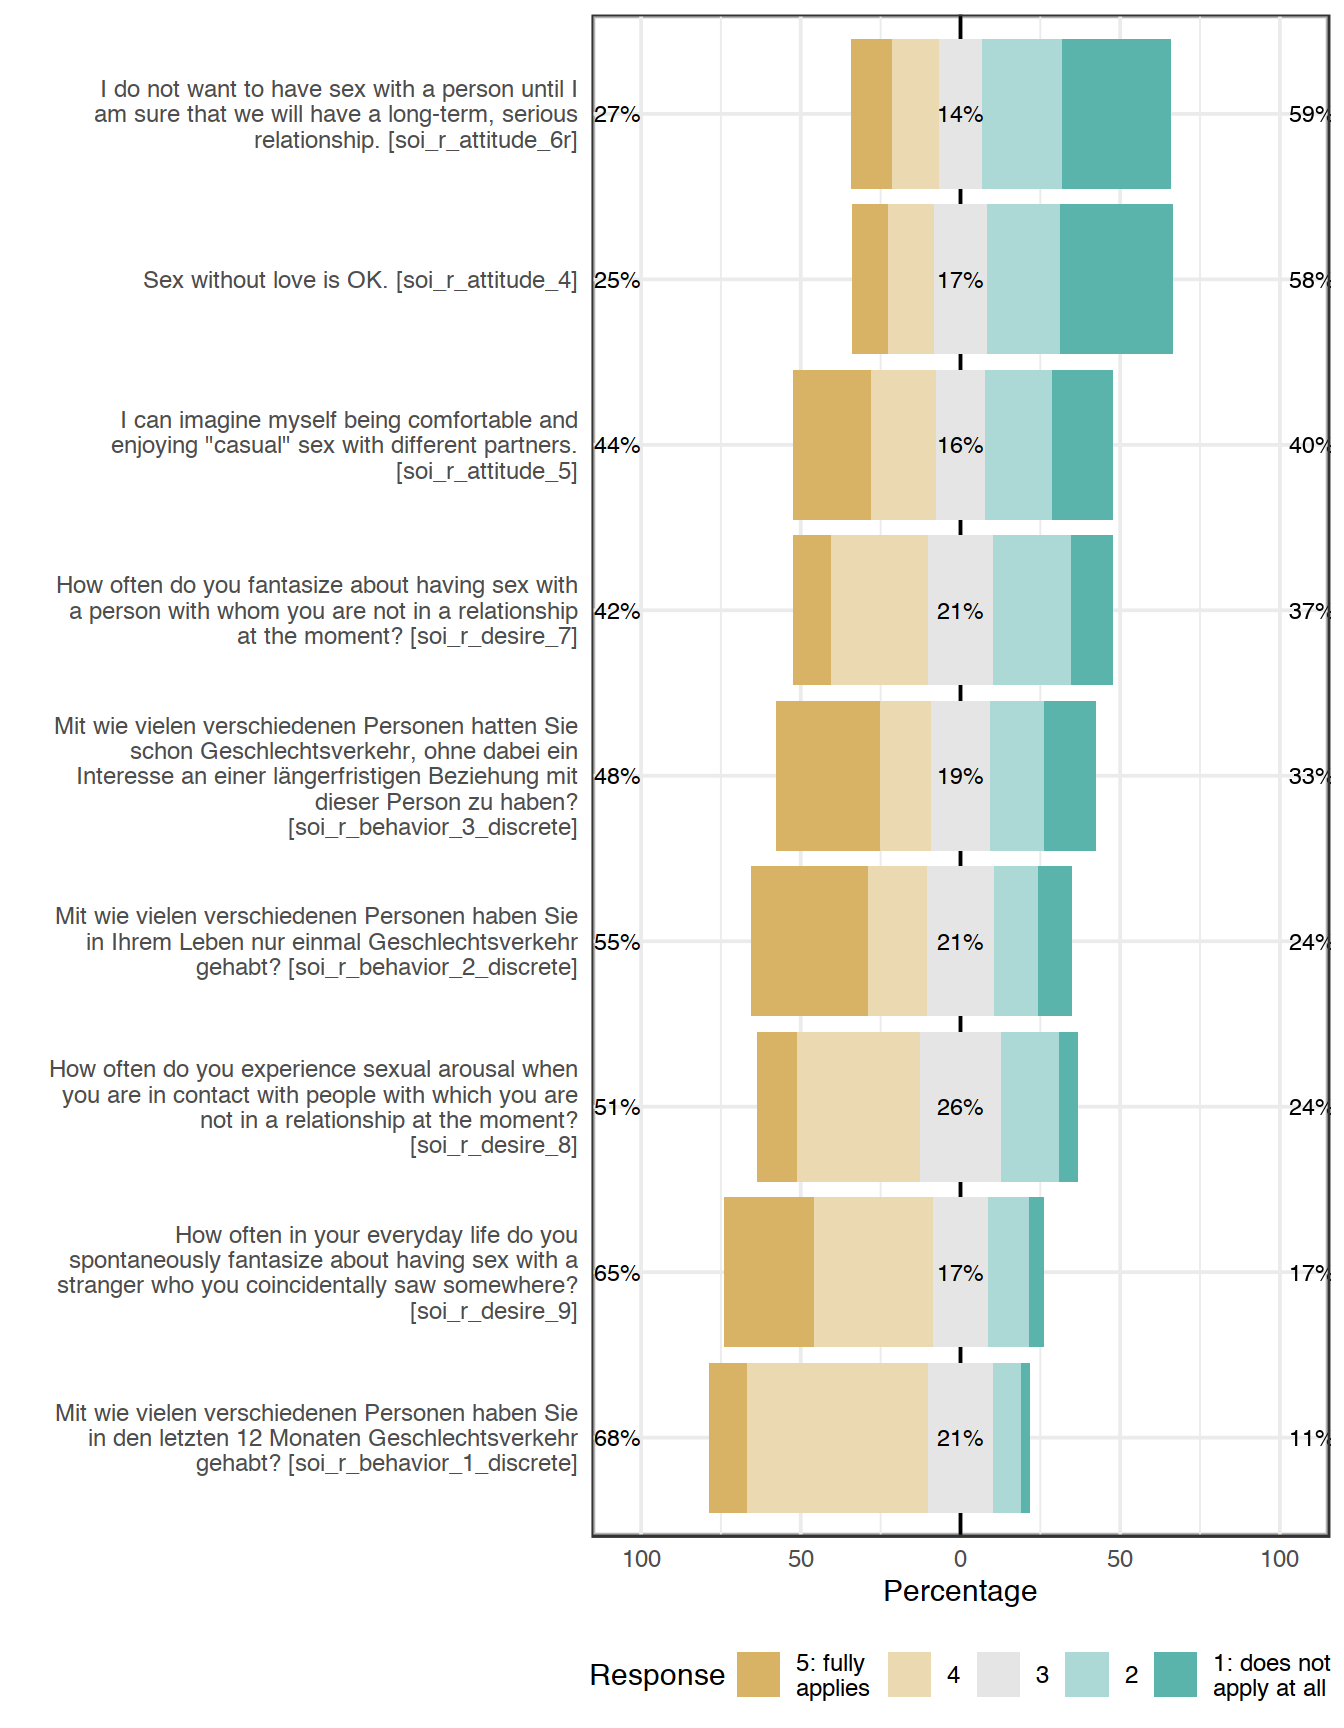 I do not want to have sex with a person until I
am sure that we will have a long-term, serious
relationship. [soi_r_attitude_6r]
27%
14%
59%
Sex without love is OK. [soi_r_attitude_4]
25%
17%
58%
I can imagine myself being comfortable and
enjoying "casual" sex with different partners.
[soi_r_attitude_5]
44%
16%
40%
How often do you fantasize about having sex with
a person with whom you are not in a relationship
at the moment? [soi_r_desire_7]
42%
21%
37%
Mit wie vielen verschiedenen Personen hatten Sie
schon Geschlechtsverkehr, ohne dabei ein
Interesse an einer längerfristigen Beziehung mit
dieser Person zu haben?
[soi_r_behavior_3_discrete]
48%
19%
33%
Mit wie vielen verschiedenen Personen haben Sie
in Ihrem Leben nur einmal Geschlechtsverkehr
gehabt? [soi_r_behavior_2_discrete]
55%
21%
24%
How often do you experience sexual arousal when
you are in contact with people with which you are
not in a relationship at the moment?
[soi_r_desire_8]
51%
26%
24%
How often in your everyday life do you
spontaneously fantasize about having sex with a
stranger who you coincidentally saw somewhere?
[soi_r_desire_9]
65%
17%
17%
Mit wie vielen verschiedenen Personen haben Sie
in den letzten 12 Monaten Geschlechtsverkehr
gehabt? [soi_r_behavior_1_discrete]
68%
21%
11%
100 50 0 50 100
Percentage
Response
5: fully
applies
4
3
2
1: does not
apply at all